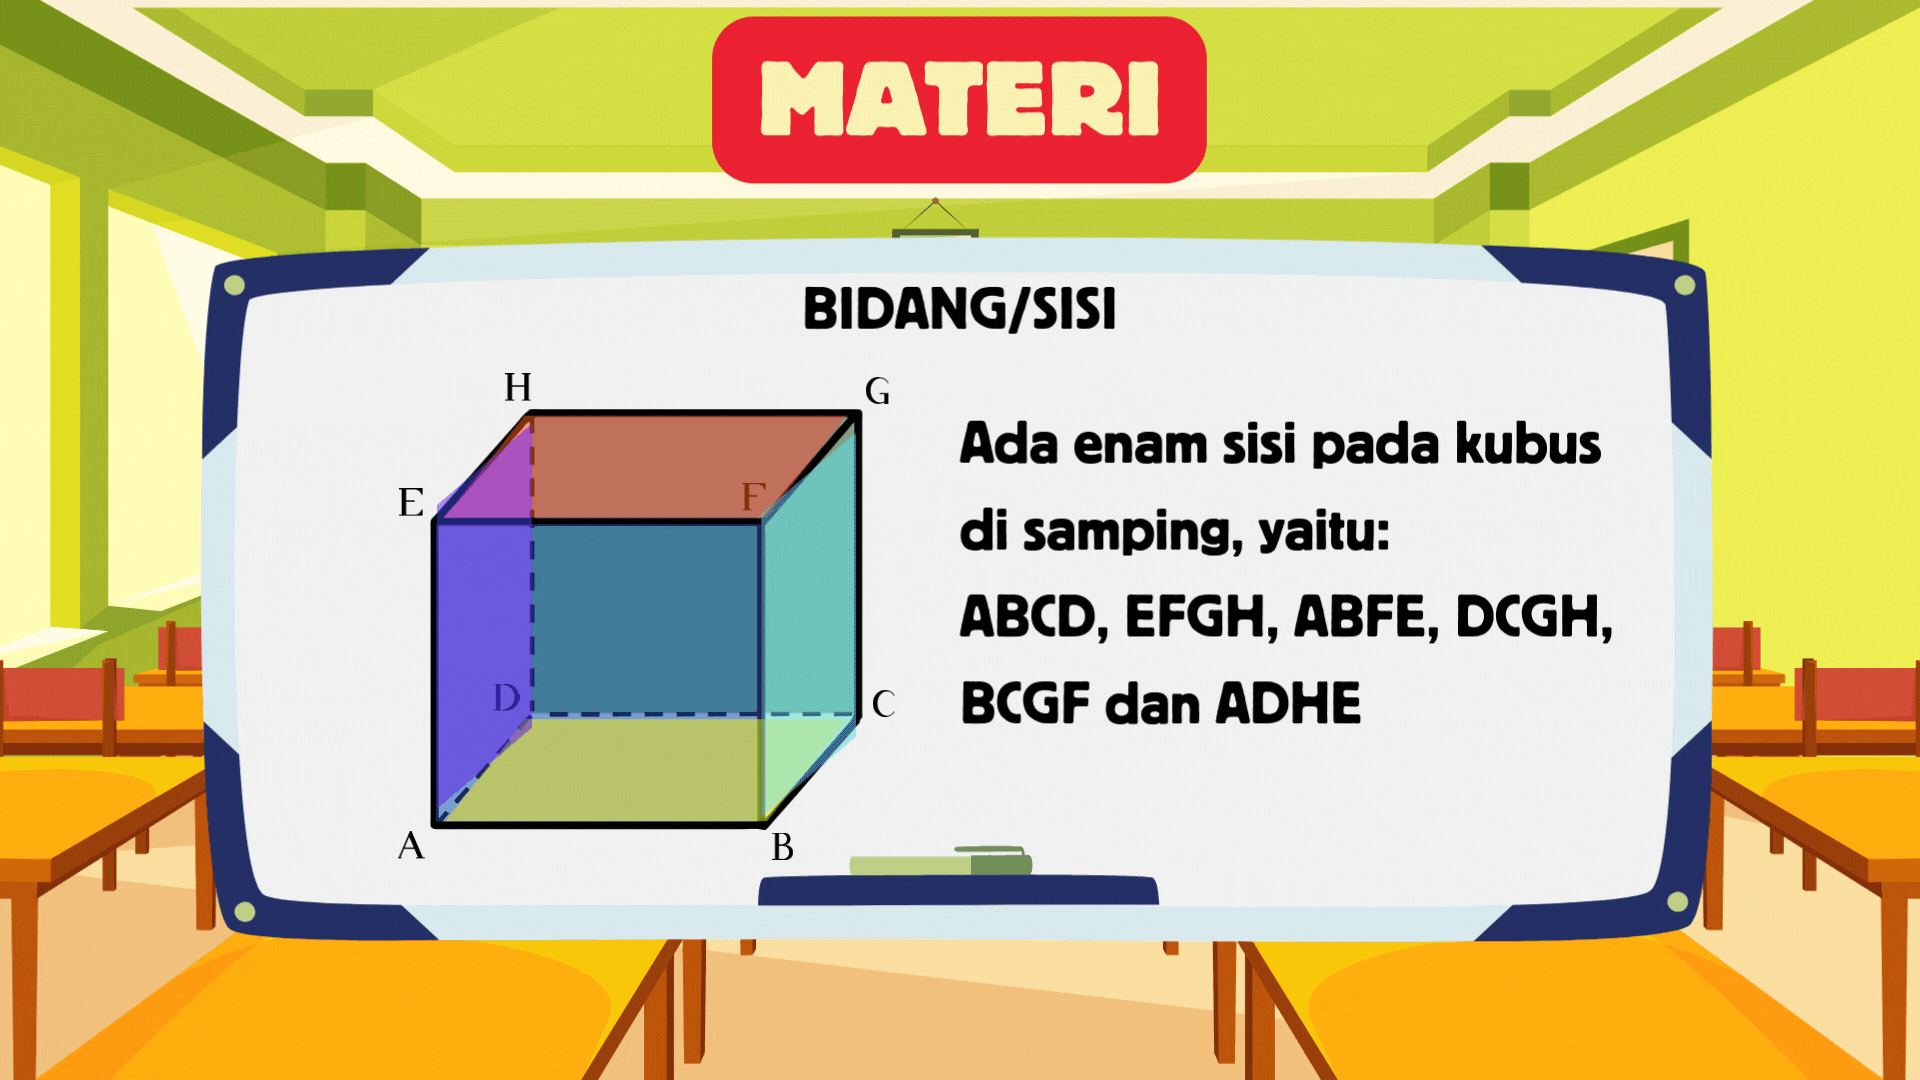 MATERI
BIDANG/SISI
H
G
E
F
D
C
A
B
Ada enam sisi pada kubus
di samping, yaitu:
ABCD, EFGH, ABFE, DCGH,
BCGF dan ADHE